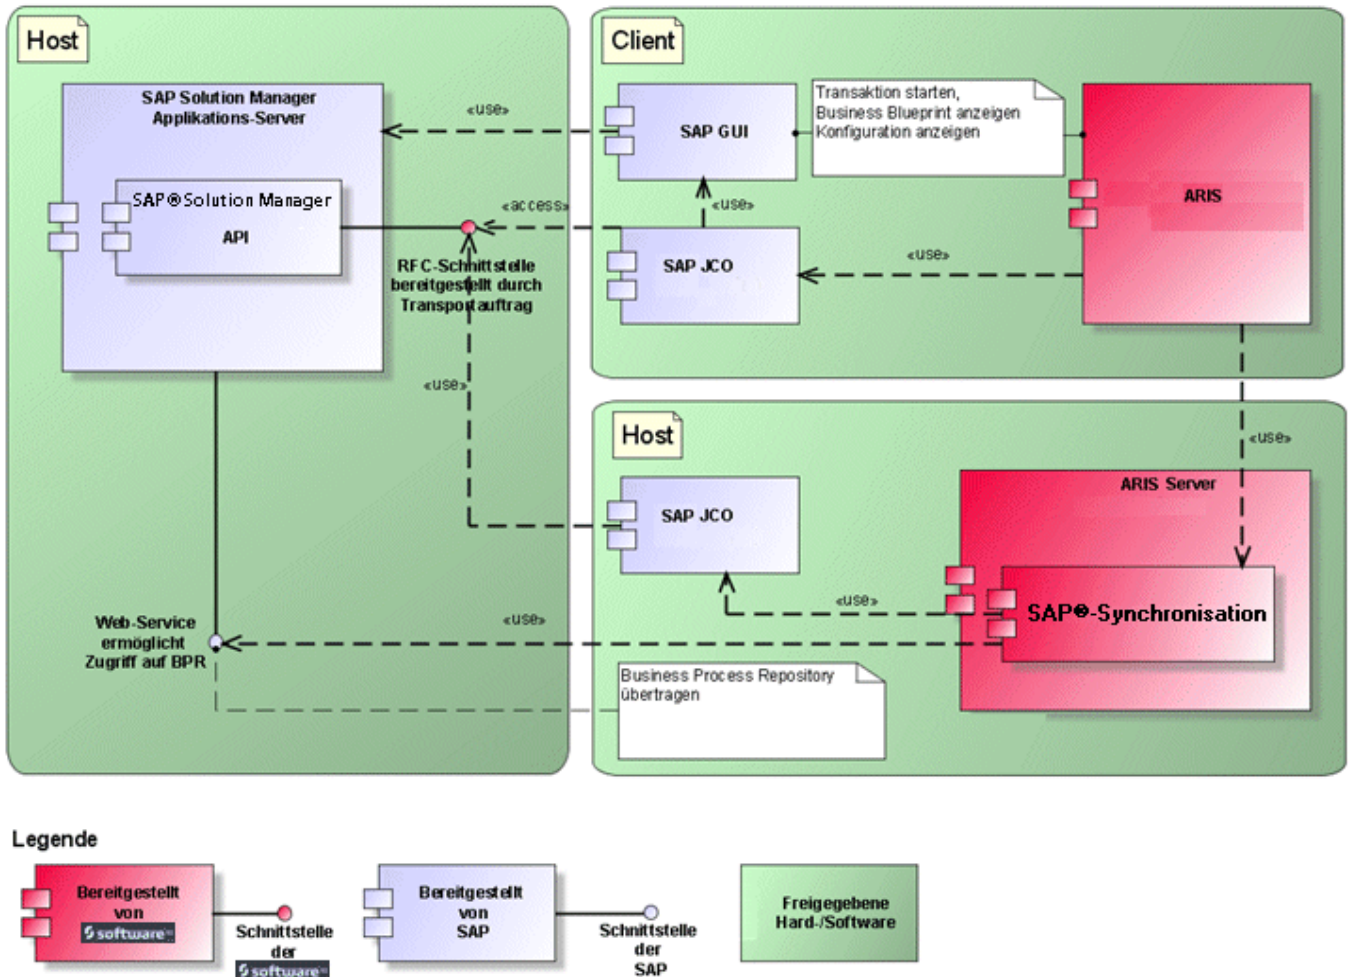 Host
SAP Solution Manager
Applikations-Server
SAP®Solution Manager
API
«use»
«access»
RFC-Schnittstelle
bereitgestellt durch
Transportauftrag
«use»
Web-Service
ermöglicht
Zugriff auf BPR
«use»
Client
SAP GUI
Transaktion starten,
Business Blueprint anzeigen
Konfiguration anzeigen
ARIS
«use»
SAP JCO
«use»
«use»
Host
SAP JCO
ARIS Server
SAP®-Synchronisation
«use»
Business Process Repository
übertragen
Legende
Bereitgestellt
von
software
Schnittstelle
der
software
Bereitgestellt
von
SAP
Schnittstelle
der
SAP
Freigegebene
Hard-/Software